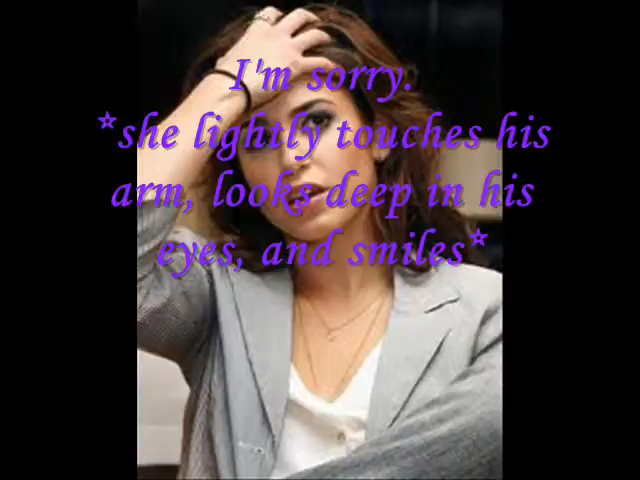 I'm sorry.
*she lightly touches his
arm, looks deep in his
eyes, and smiles*